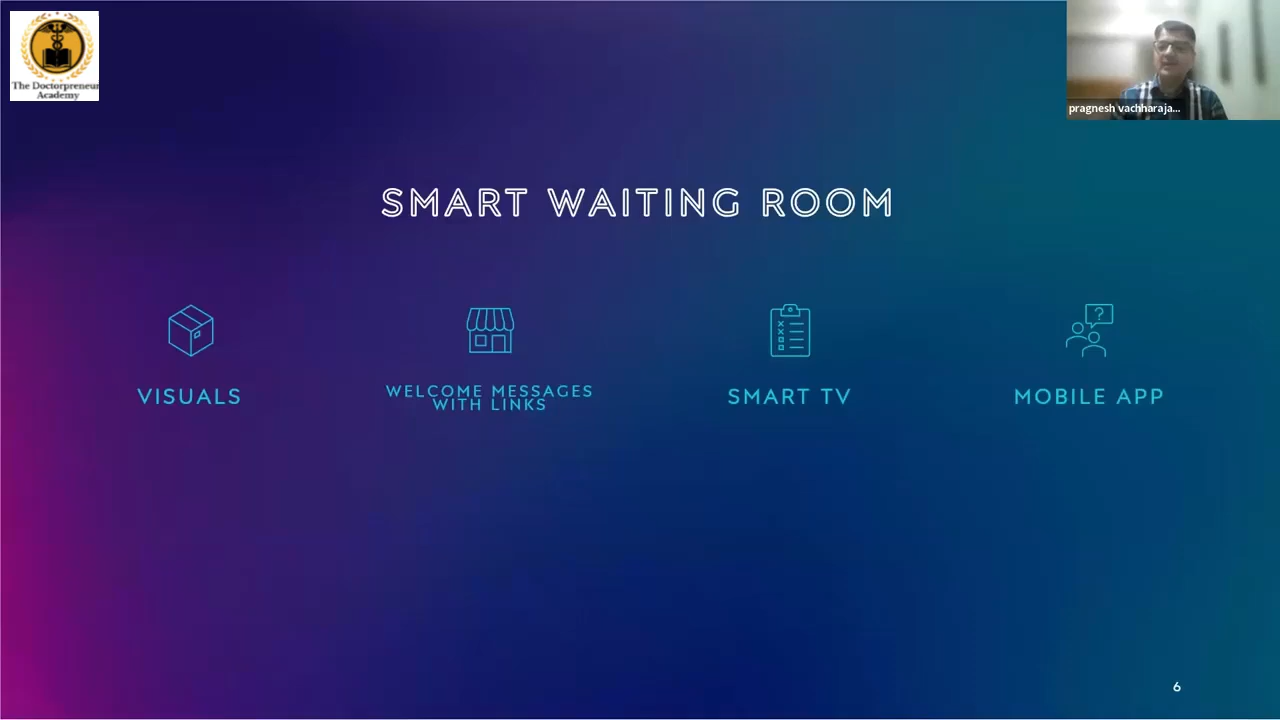 The Doctorpreneur
Academy
pragnesh vachharaja...
SMART WAITING ROOM
VISUALS
WELCOME MESSAGES
WITH LINKS
SMART TV
MOBILE APP
?
6